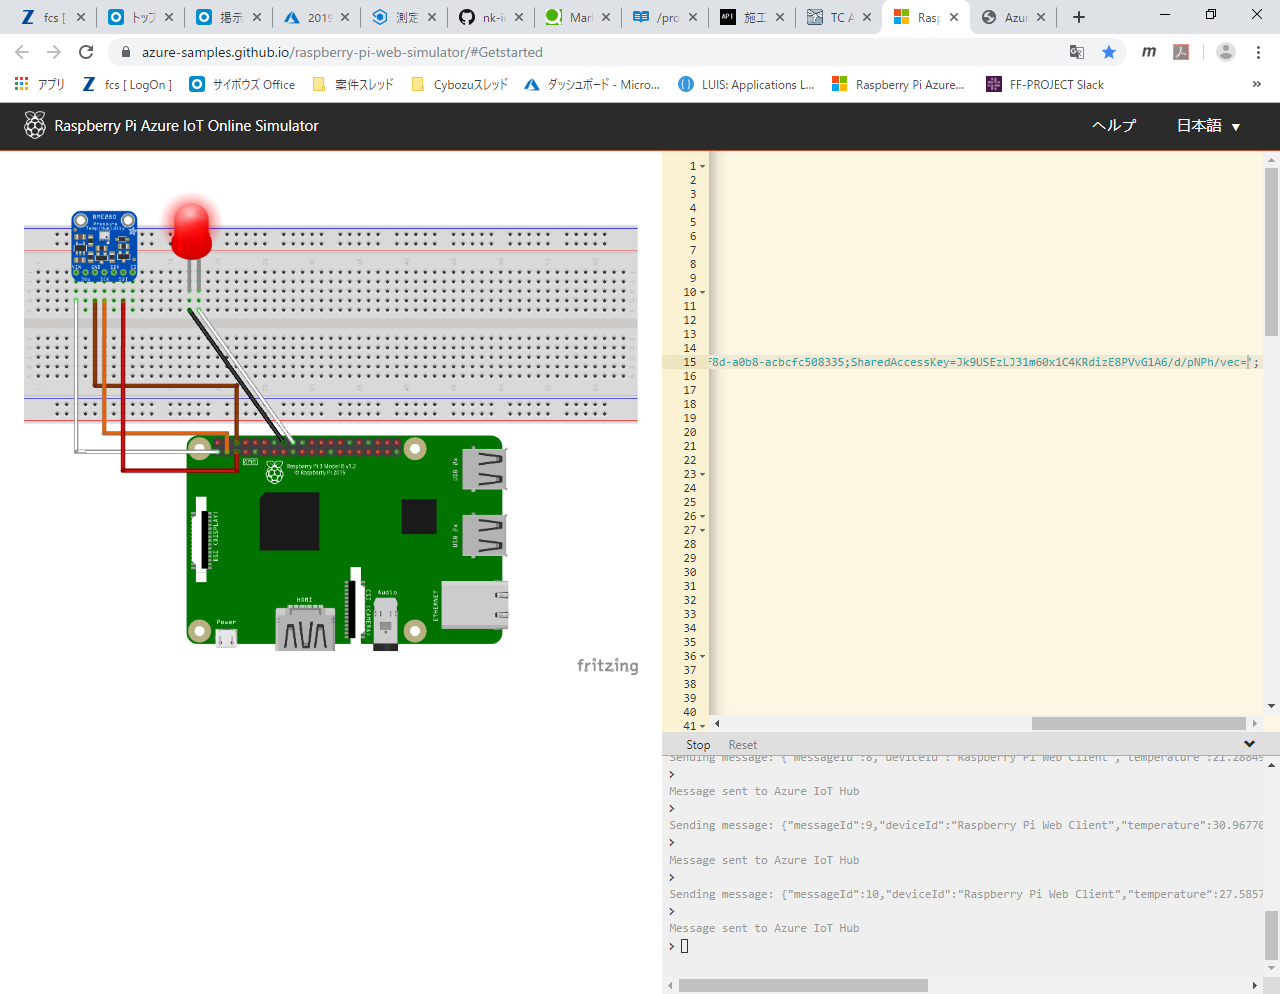 fcs [
トップ
掲示
2019
測定
nk-ic
Marl
/pro
API 施工
TC A
Rasp
Azur
azure-samples.github.io/raspberry-pi-web-simulator/#Getstarted
アプリ
fcs [ LogOn ]
サイボウズ Office
案件スレッド
Cybozuスレッド
ダッシュボード - Micro...
LUIS: Applications L...
Raspberry Pi Azure...
FF-PROJECT Slack
»
Raspberry Pi Azure IoT Online Simulator
ヘルプ
日本語
BME280
Pressure
Temp+Humidity
Raspberry Pi 3 Model B v1.2
© Raspberry Pi 2015
GPIO
USB 2x
USB 2x
DSI (DISPLAY)
CSI (CAMERA)
Audio
HDMI
Power
ETHERNET
fritzing
1
2
3
4
5
6
7
8
9
10
11
12
13
14
15 F8d-a0b8-acbcfc508335;SharedAccessKey=Jk9USEzLJ31m60x1C4KRdizE8PVvG1A6/d/pNPh/vec=';
16
17
18
19
20
21
22
23
24
25
26
27
28
29
30
31
32
33
34
35
36
37
38
39
40
41
Stop Reset
Sending message: {"messageId":8,"deviceId":"Raspberry Pi Web Client","temperature":21.28849
>
Message sent to Azure IoT Hub
>
Sending message: {"messageId":9,"deviceId":"Raspberry Pi Web Client","temperature":30.96770
>
Message sent to Azure IoT Hub
>
Sending message: {"messageId":10,"deviceId":"Raspberry Pi Web Client","temperature":27.5857
>
Message sent to Azure IoT Hub
>